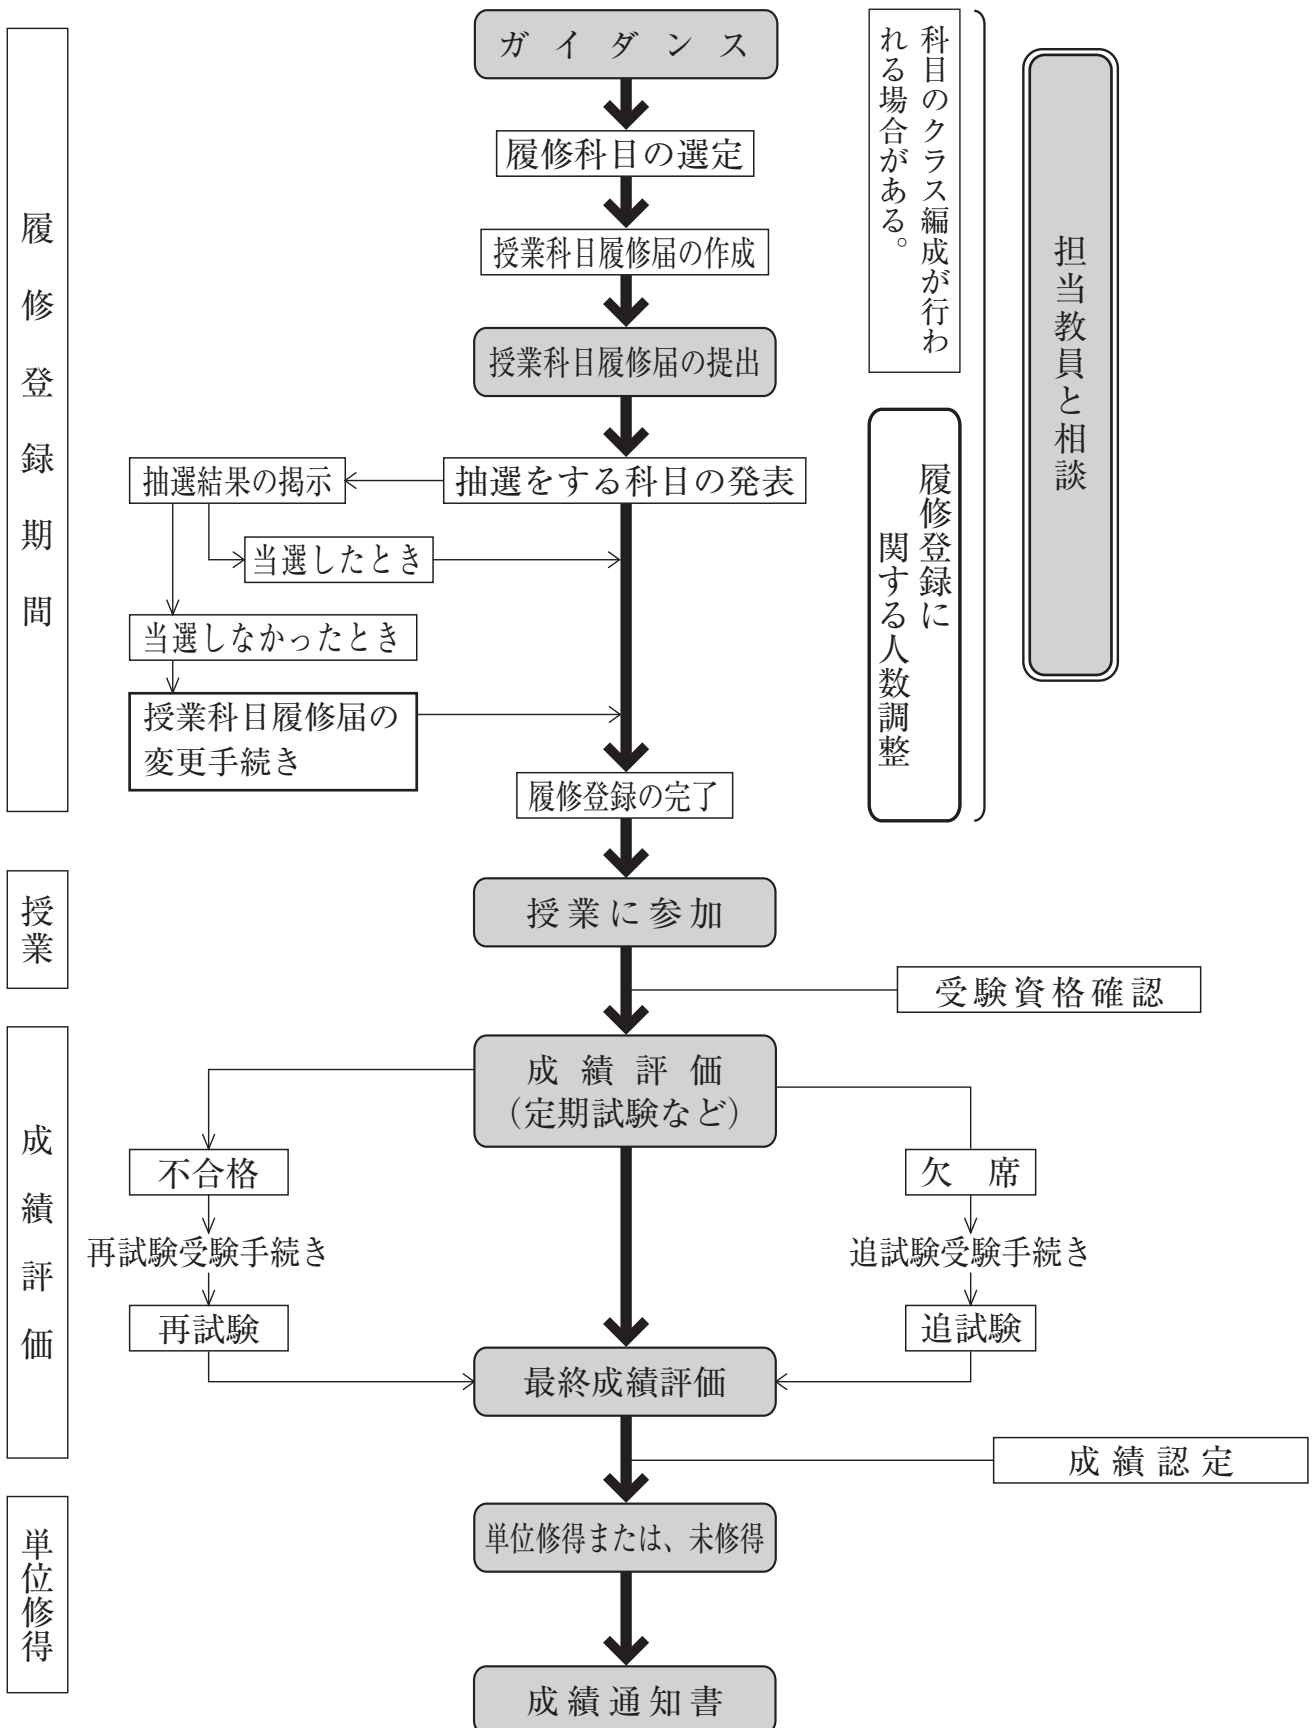 履修登録期間
ガイダンス
履修科目の選定
授業科目履修届の作成
授業科目履修届の提出
抽選をする科目の発表
抽選結果の掲示
当選したとき
当選しなかったとき
授業科目履修届の
変更手続き
履修登録の完了
科目のクラス編成が行わ
れる場合がある。
履修登録に
関する人数調整
担当教員と相談
授業
授業に参加
受験資格確認
成績評価
成績評価
（定期試験など）
不合格
再試験受験手続き
再試験
欠席
追試験受験手続き
追試験
最終成績評価
成績認定
単位修得
単位修得または、未修得
成績通知書